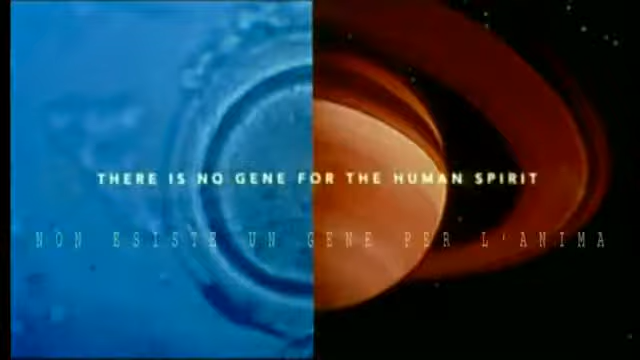 THERE IS NO GENE FOR THE HUMAN SPIRIT
NON ESISTE UN GENE PER L'ANIMA